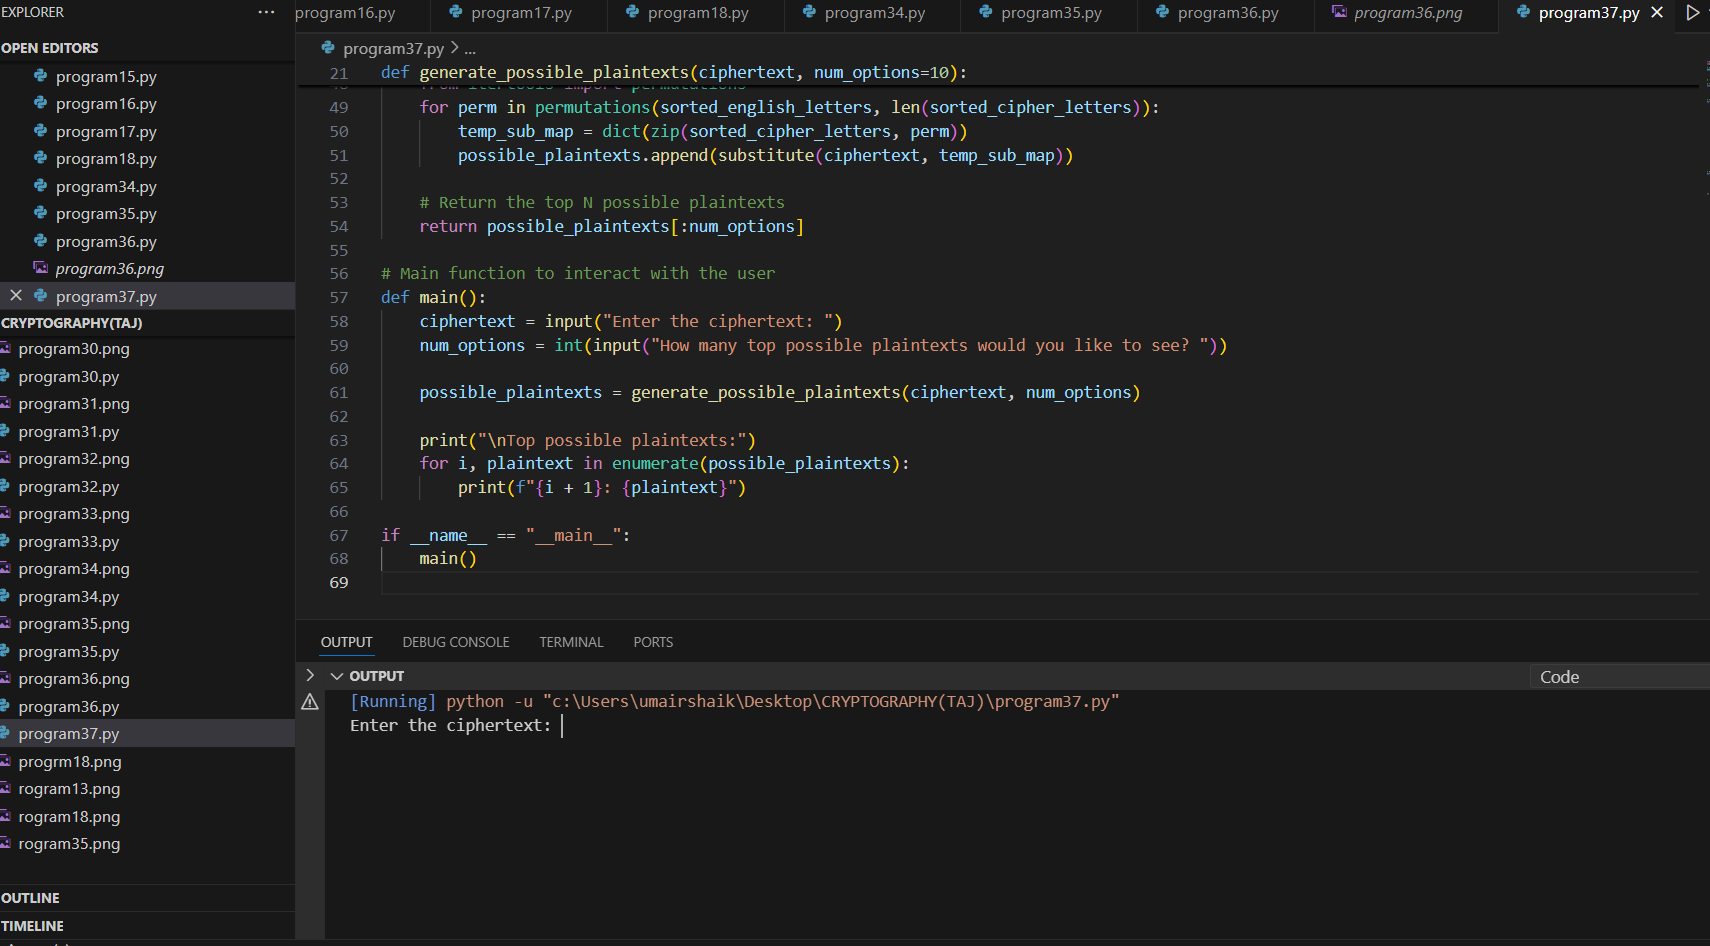 EXPLORER
...
program16.py
program17.py
program18.py
program34.py
program35.py
program36.py
program36.png
program37.py
OPEN EDITORS
program15.py
program16.py
program17.py
program18.py
program34.py
program35.py
program36.py
program36.png
program37.py
CRYPTOGRAPHY(TAJ)
program30.png
program30.py
program31.png
program31.py
program32.png
program32.py
program33.png
program33.py
program34.png
program34.py
program35.png
program35.py
program36.png
program36.py
program37.py
progrm18.png
rogram13.png
rogram18.png
rogram35.png
OUTLINE
TIMELINE
program37.py > ...
21 def generate_possible_plaintexts(ciphertext, num_options=10):
from itertools import permutations
49 for perm in permutations(sorted_english_letters, len(sorted_cipher_letters)):
50 temp_sub_map = dict(zip(sorted_cipher_letters, perm))
51 possible_plaintexts.append(substitute(ciphertext, temp_sub_map))
52
53 # Return the top N possible plaintexts
54 return possible_plaintexts[:num_options]
55
56 # Main function to interact with the user
57 def main():
58 ciphertext = input("Enter the ciphertext: ")
59 num_options = int(input("How many top possible plaintexts would you like to see? "))
60
61 possible_plaintexts = generate_possible_plaintexts(ciphertext, num_options)
62
63 print("\nTop possible plaintexts:")
64 for i, plaintext in enumerate(possible_plaintexts):
65 print(f"{i + 1}: {plaintext}")
66
67 if __name__ == "__main__":
68 main()
69
OUTPUT
DEBUG CONSOLE
TERMINAL
PORTS
OUTPUT
Code
[Running] python -u "c:\Users\umairshaik\Desktop\CRYPTOGRAPHY(TAJ)\program37.py"
Enter the ciphertext: